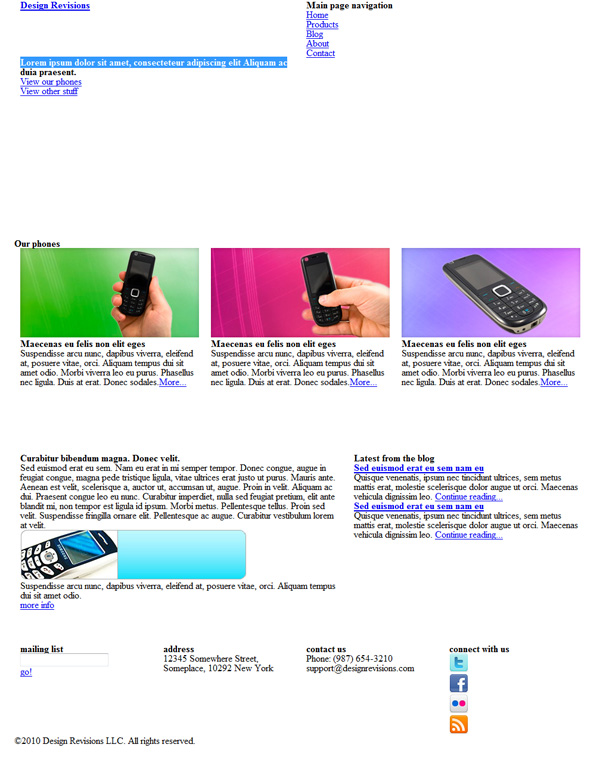 Design Revisions
Main page navigation
Home
Products
Blog
About
Contact
Lorem ipsum dolor sit amet, consecteteur adipiscing elit Aliquam ac
duia praesent.
View our phones
View other stuff
Our phones
Maecenas eu felis non elit eges
Suspendisse arcu nunc, dapibus viverra, eleifend
at, posuere vitae, orci. Aliquam tempus dui sit
amet odio. Morbi viverra leo eu purus. Phasellus
nec ligula. Duis at erat. Donec sodales.More...
Maecenas eu felis non elit eges
Suspendisse arcu nunc, dapibus viverra, eleifend
at, posuere vitae, orci. Aliquam tempus dui sit
amet odio. Morbi viverra leo eu purus. Phasellus
nec ligula. Duis at erat. Donec sodales.More...
Maecenas eu felis non elit eges
Suspendisse arcu nunc, dapibus viverra, eleifend
at, posuere vitae, orci. Aliquam tempus dui sit
amet odio. Morbi viverra leo eu purus. Phasellus
nec ligula. Duis at erat. Donec sodales.More...
Curabitur bibendum magna. Donec velit.
Sed euismod erat eu sem. Nam eu erat in mi semper tempor. Donec congue, augue in
feugiat congue, magna pede tristique ligula, vitae ultrices erat justo ut purus. Mauris ante.
Aenean est velit, scelerisque et, auctor ut, accumsan ut, augue. Proin in velit. Aliquam ac
dui. Praesent congue leo eu nunc. Curabitur imperdiet, nulla sed feugiat pretium, elit ante
blandit mi, non tempor est ligula id ipsum. Morbi metus. Pellentesque tellus. Proin sed
velit. Suspendisse fringilla ornare elit. Pellentesque ac augue. Curabitur vestibulum lorem
at velit.
Suspendisse arcu nunc, dapibus viverra, eleifend at, posuere vitae, orci. Aliquam tempus
dui sit amet odio.
more info
Latest from the blog
Sed euismod erat eu sem nam eu
Quisque venenatis, ipsum nec tincidunt ultrices, sem metus
mattis erat, molestie scelerisque dolor augue ut orci. Maecenas
vehicula dignissim leo. Continue reading...
Sed euismod erat eu sem nam eu
Quisque venenatis, ipsum nec tincidunt ultrices, sem metus
mattis erat, molestie scelerisque dolor augue ut orci. Maecenas
vehicula dignissim leo. Continue reading...
mailing list
go!
address
12345 Somewhere Street,
Someplace, 10292 New York
contact us
Phone: (987) 654-3210
support@designrevisions.com
connect with us
©2010 Design Revisions LLC. All rights reserved.